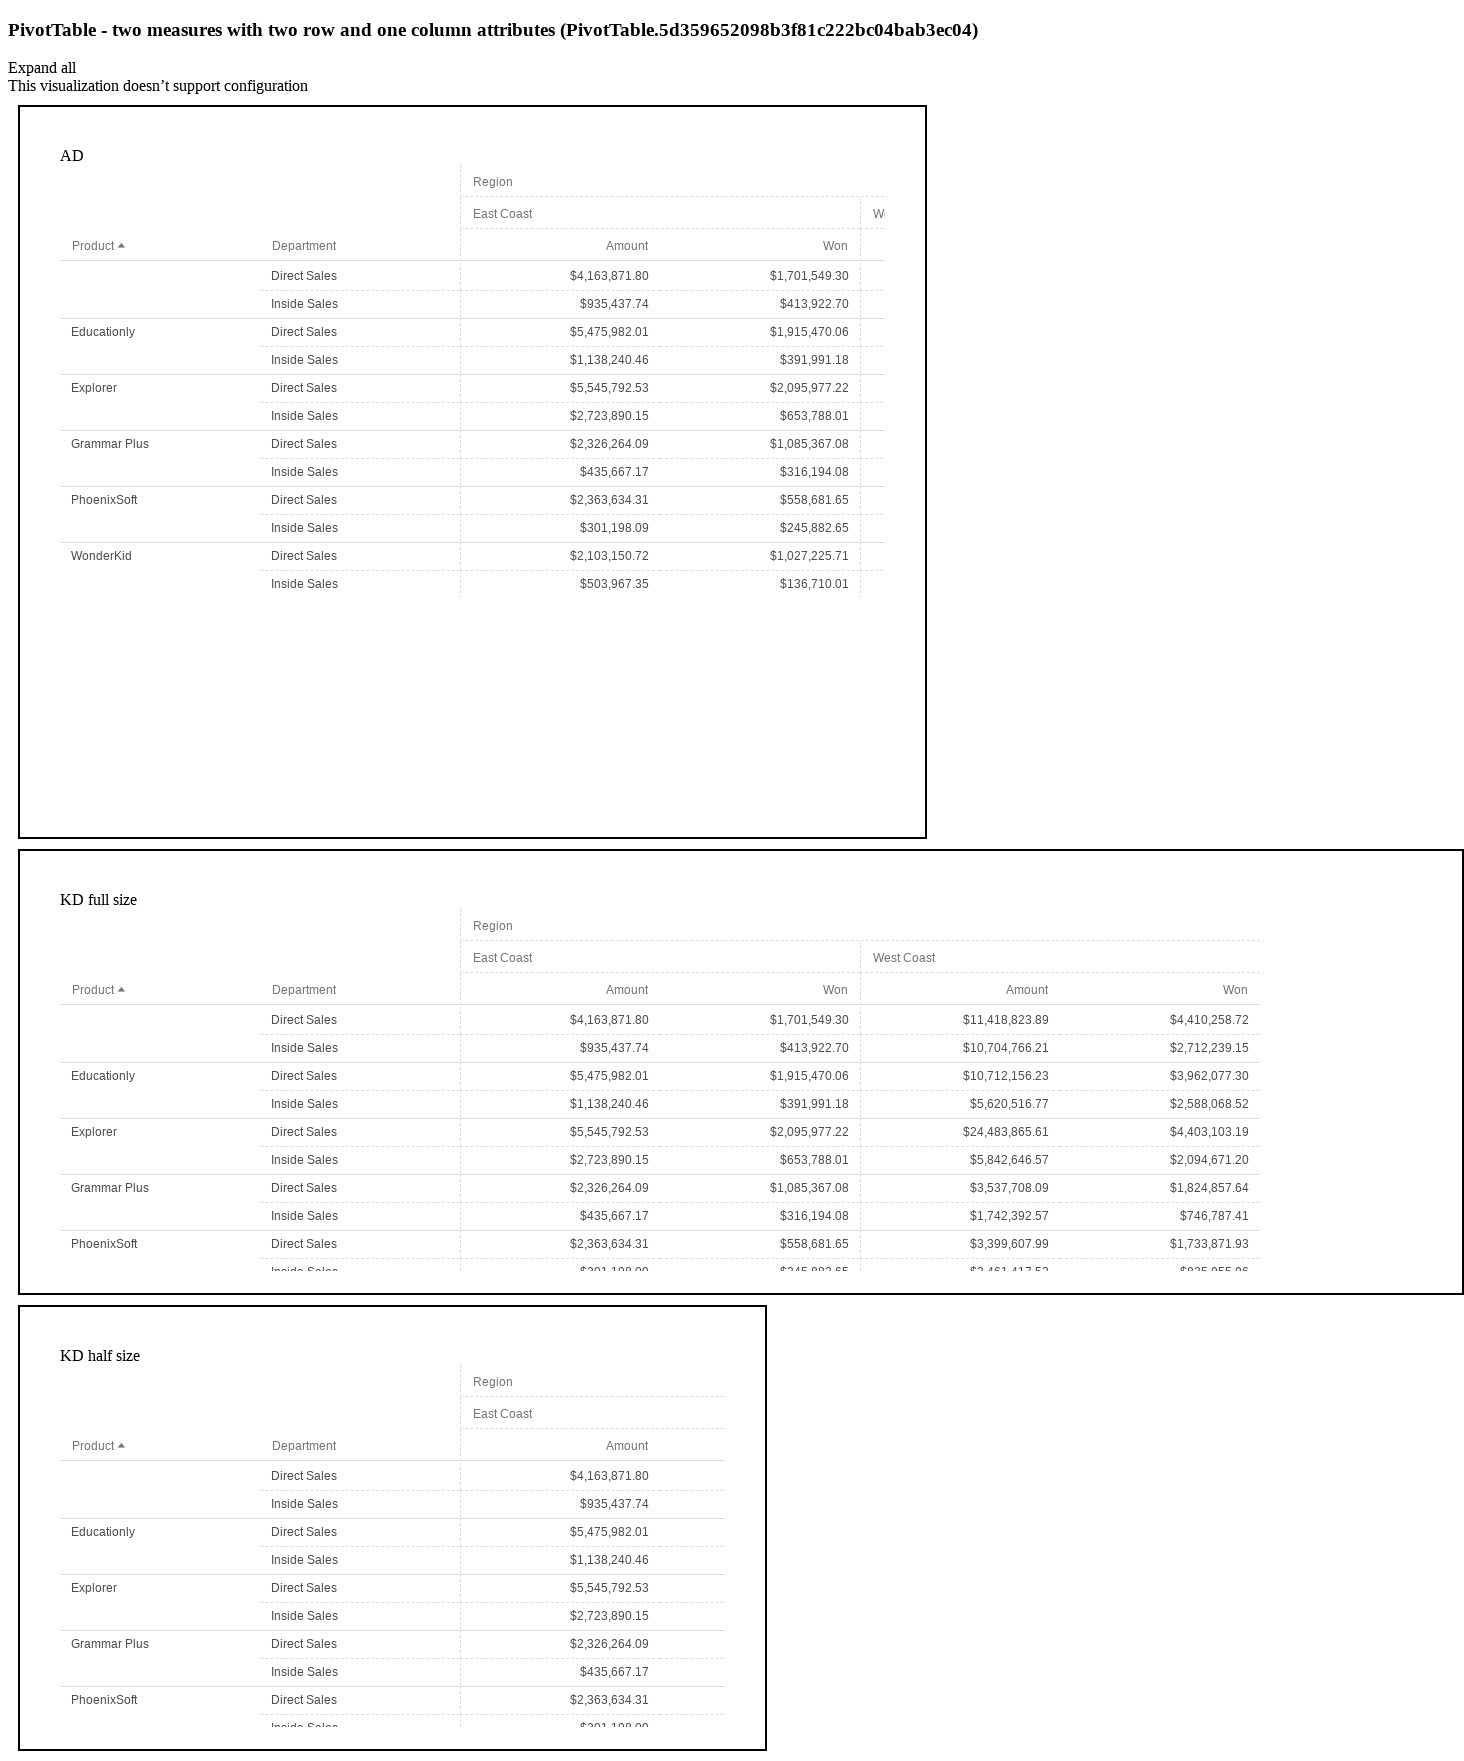 PivotTable - two measures with two row and one column attributes (PivotTable.5d359652098b3f81c222bc04bab3ec04)
Expand all
This visualization doesn’t support configuration
AD
Region
East Coast
Product Department Amount Won
Direct Sales $4,163,871.80 $1,701,549.30
Inside Sales $935,437.74 $413,922.70
Educationly Direct Sales $5,475,982.01 $1,915,470.06
Inside Sales $1,138,240.46 $391,991.18
Explorer Direct Sales $5,545,792.53 $2,095,977.22
Inside Sales $2,723,890.15 $653,788.01
Grammar Plus Direct Sales $2,326,264.09 $1,085,367.08
Inside Sales $435,667.17 $316,194.08
PhoenixSoft Direct Sales $2,363,634.31 $558,681.65
Inside Sales $301,198.09 $245,882.65
WonderKid Direct Sales $2,103,150.72 $1,027,225.71
Inside Sales $503,967.35 $136,710.01
KD full size
Region
East Coast West Coast
Product Department Amount Won Amount Won
Direct Sales $4,163,871.80 $1,701,549.30 $11,418,823.89 $4,410,258.72
Inside Sales $935,437.74 $413,922.70 $10,704,766.21 $2,712,239.15
Educationly Direct Sales $5,475,982.01 $1,915,470.06 $10,712,156.23 $3,962,077.30
Inside Sales $1,138,240.46 $391,991.18 $5,620,516.77 $2,588,068.52
Explorer Direct Sales $5,545,792.53 $2,095,977.22 $24,483,865.61 $4,403,103.19
Inside Sales $2,723,890.15 $653,788.01 $5,842,646.57 $2,094,671.20
Grammar Plus Direct Sales $2,326,264.09 $1,085,367.08 $3,537,708.09 $1,824,857.64
Inside Sales $435,667.17 $316,194.08 $1,742,392.57 $746,787.41
PhoenixSoft Direct Sales $2,363,634.31 $558,681.65 $3,399,607.99 $1,733,871.93
Inside Sales
KD half size
Region
East Coast
Product Department Amount
Direct Sales $4,163,871.80
Inside Sales $935,437.74
Educationly Direct Sales $5,475,982.01
Inside Sales $1,138,240.46
Explorer Direct Sales $5,545,792.53
Inside Sales $2,723,890.15
Grammar Plus Direct Sales $2,326,264.09
Inside Sales $435,667.17
PhoenixSoft Direct Sales $2,363,634.31
Inside Sales